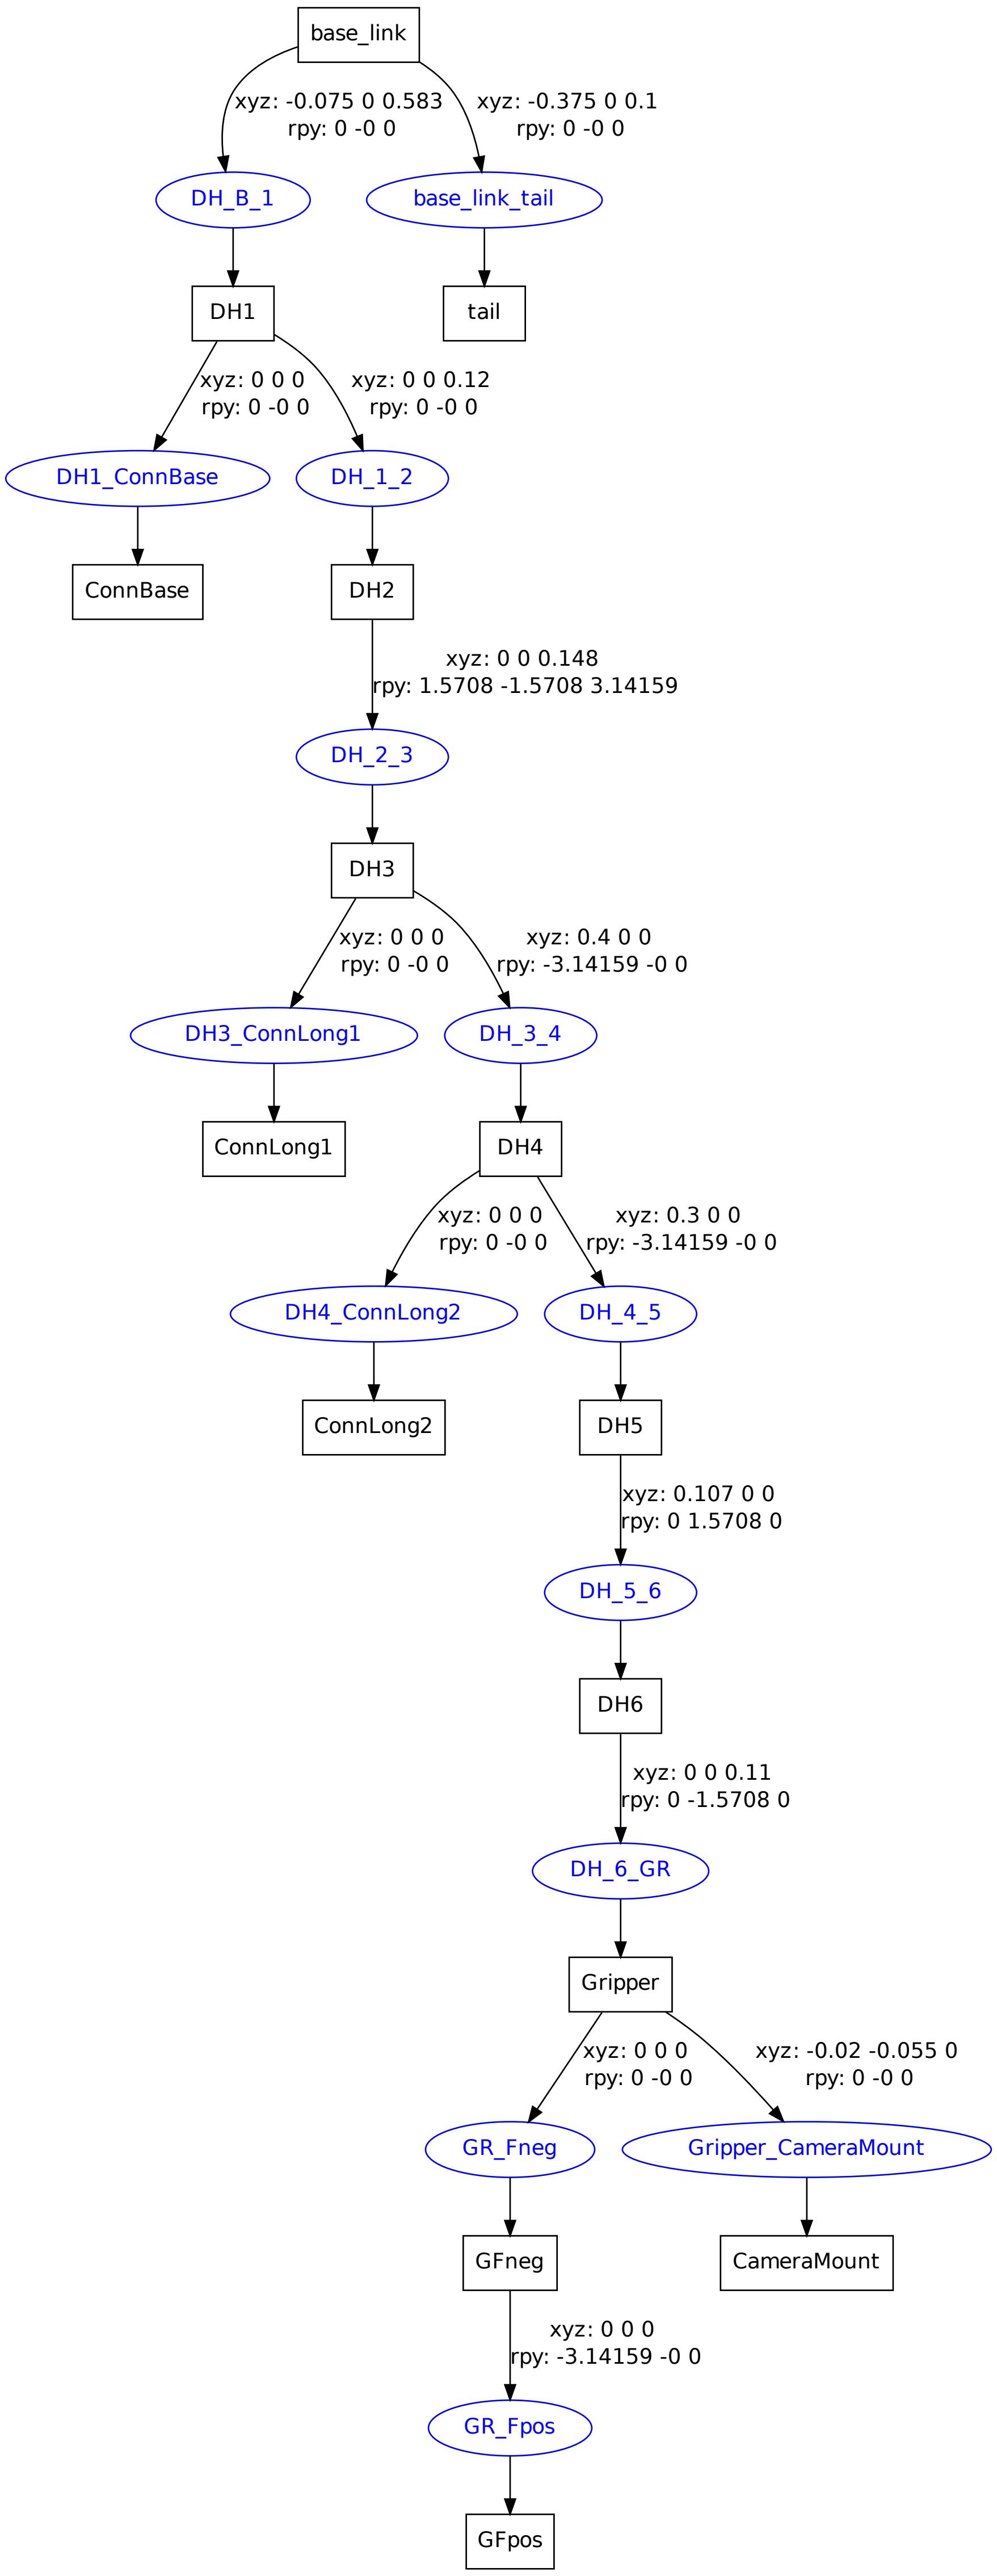 base_link
xyz: -0.075 0 0.583
rpy: 0 -0 0
xyz: -0.375 0 0.1
rpy: 0 -0 0
DH_B_1
base_link_tail
DH1
tail
xyz: 0 0 0
rpy: 0 -0 0
xyz: 0 0 0.12
rpy: 0 -0 0
DH1_ConnBase
DH_1_2
ConnBase
DH2
xyz: 0 0 0.148
rpy: 1.5708 -1.5708 3.14159
DH_2_3
DH3
xyz: 0 0 0
rpy: 0 -0 0
xyz: 0.4 0 0
rpy: -3.14159 -0 0
DH3_ConnLong1
DH_3_4
ConnLong1
DH4
xyz: 0 0 0
rpy: 0 -0 0
xyz: 0.3 0 0
rpy: -3.14159 -0 0
DH4_ConnLong2
DH_4_5
ConnLong2
DH5
xyz: 0.107 0 0
rpy: 0 1.5708 0
DH_5_6
DH6
xyz: 0 0 0.11
rpy: 0 -1.5708 0
DH_6_GR
Gripper
xyz: 0 0 0
rpy: 0 -0 0
xyz: -0.02 -0.055 0
rpy: 0 -0 0
GR_Fneg
Gripper_CameraMount
GFneg
CameraMount
xyz: 0 0 0
rpy: -3.14159 -0 0
GR_Fpos
GFpos